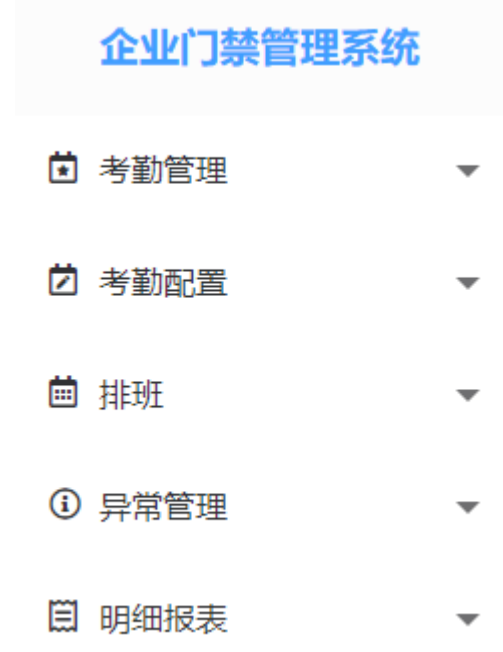 企业门禁管理系统
考勤管理
考勤配置
排班
异常管理
明细报表